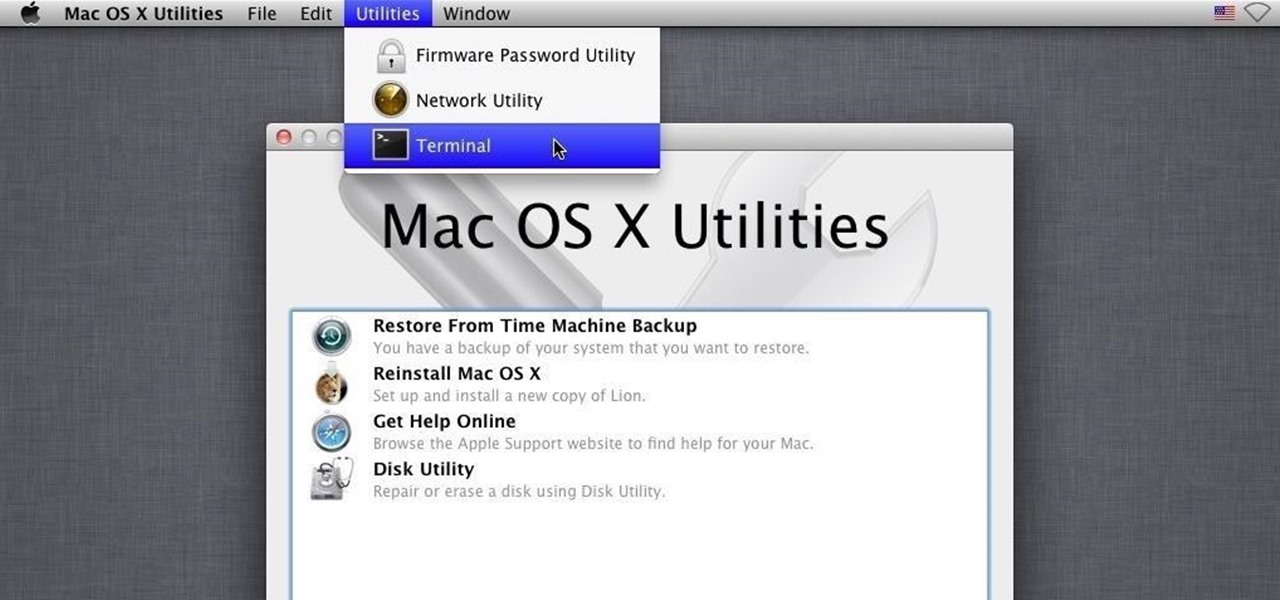 Mac OS X Utilities File Edit Utilities Window
Firmware Password Utility
Network Utility
>_ Terminal
Mac OS X Utilities
Restore From Time Machine Backup
You have a backup of your system that you want to restore.
Reinstall Mac OS X
Set up and install a new copy of Lion.
Get Help Online
Browse the Apple Support website to find help for your Mac.
Disk Utility
Repair or erase a disk using Disk Utility.